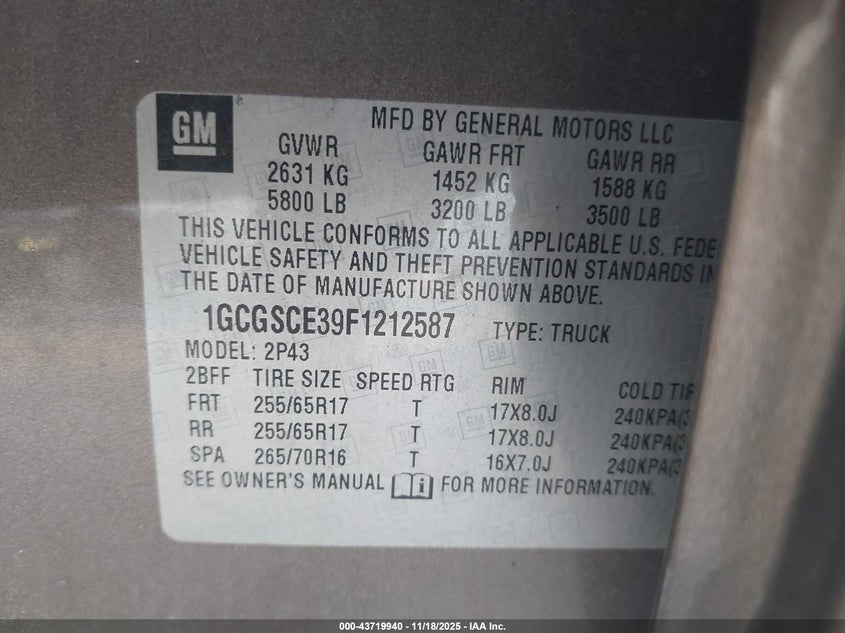 GM
MFD BY GENERAL MOTORS LLC
GVWR GAWR FRT GAWR RR
2631 KG 1452 KG 1588 KG
5800 LB 3200 LB 3500 LB
THIS VEHICLE CONFORMS TO ALL APPLICABLE U.S. FEDE
VEHICLE SAFETY AND THEFT PREVENTION STANDARDS IN
THE DATE OF MANUFACTURE SHOWN ABOVE.
1GCGSCE39F1212587 TYPE: TRUCK
MODEL: 2P43
2BFF TIRE SIZE SPEED RTG RIM COLD TIR
FRT 255/65R17 T 17X8.0J 240KPA(3
RR 255/65R17 T 17X8.0J 240KPA(3
SPA 265/70R16 T 16X7.0J 240KPA(3
SEE OWNER'S MANUAL i FOR MORE INFORMATION.
000-43719940 - 11/18/2025 - IAA Inc.